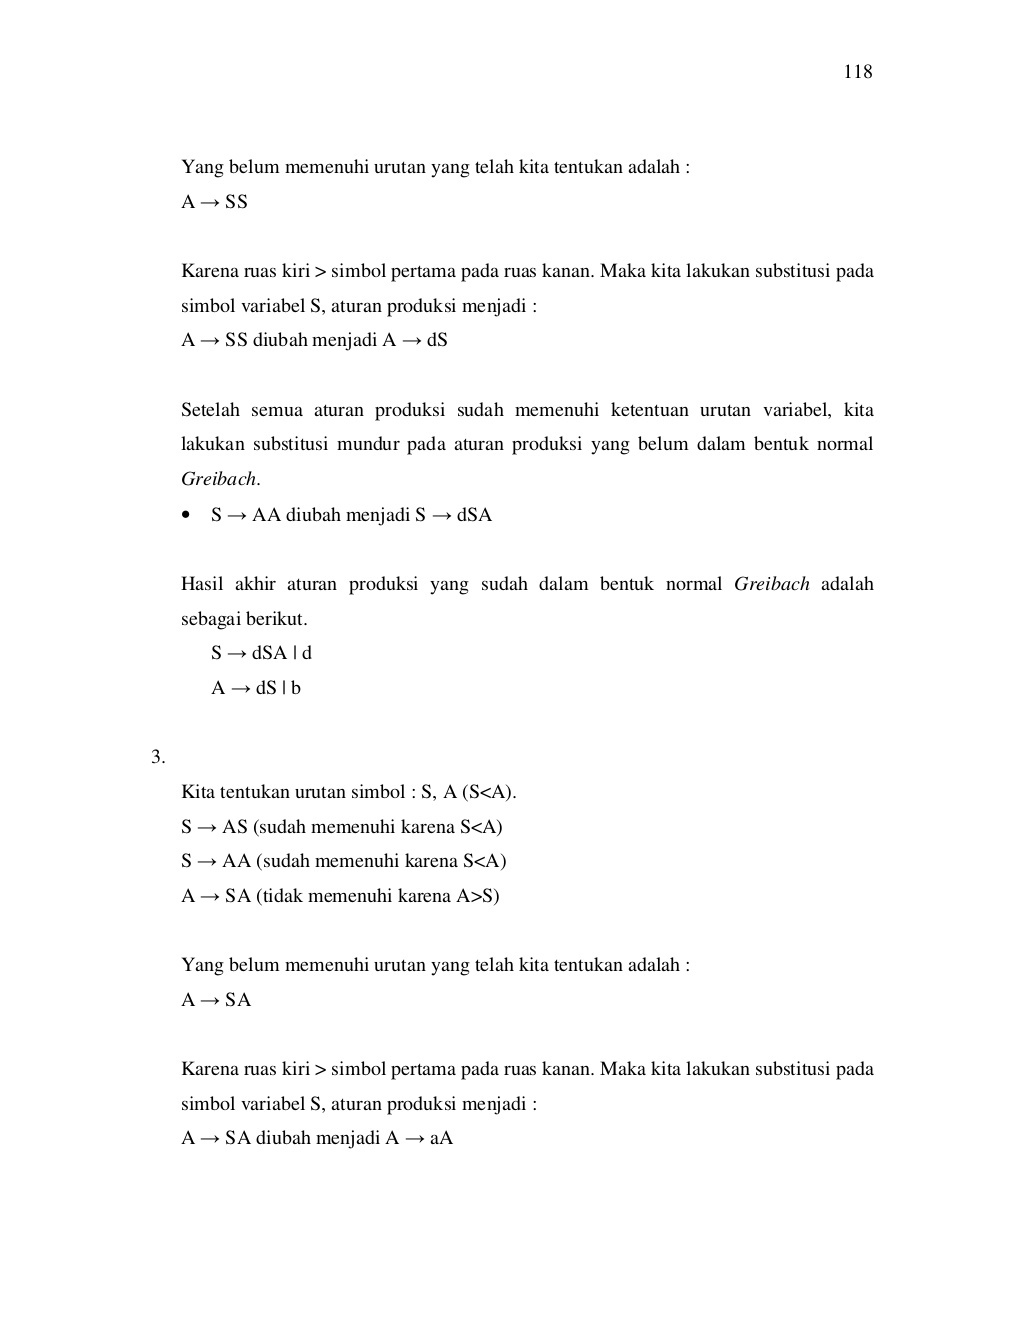 118
Yang belum memenuhi urutan yang telah kita tentukan adalah :
A → SS
Karena ruas kiri > simbol pertama pada ruas kanan. Maka kita lakukan substitusi pada
simbol variabel S, aturan produksi menjadi :
A → SS diubah menjadi A → dS
Setelah semua aturan produksi sudah memenuhi ketentuan urutan variabel, kita
lakukan substitusi mundur pada aturan produksi yang belum dalam bentuk normal
Greibach.
• S → AA diubah menjadi S → dSA
Hasil akhir aturan produksi yang sudah dalam bentuk normal Greibach adalah
sebagai berikut.
S → dSA | d
A → dS | b
3.
Kita tentukan urutan simbol : S, A (S<A).
S → AS (sudah memenuhi karena S<A)
S → AA (sudah memenuhi karena S<A)
A → SA (tidak memenuhi karena A>S)
Yang belum memenuhi urutan yang telah kita tentukan adalah :
A → SA
Karena ruas kiri > simbol pertama pada ruas kanan. Maka kita lakukan substitusi pada
simbol variabel S, aturan produksi menjadi :
A → SA diubah menjadi A → aA